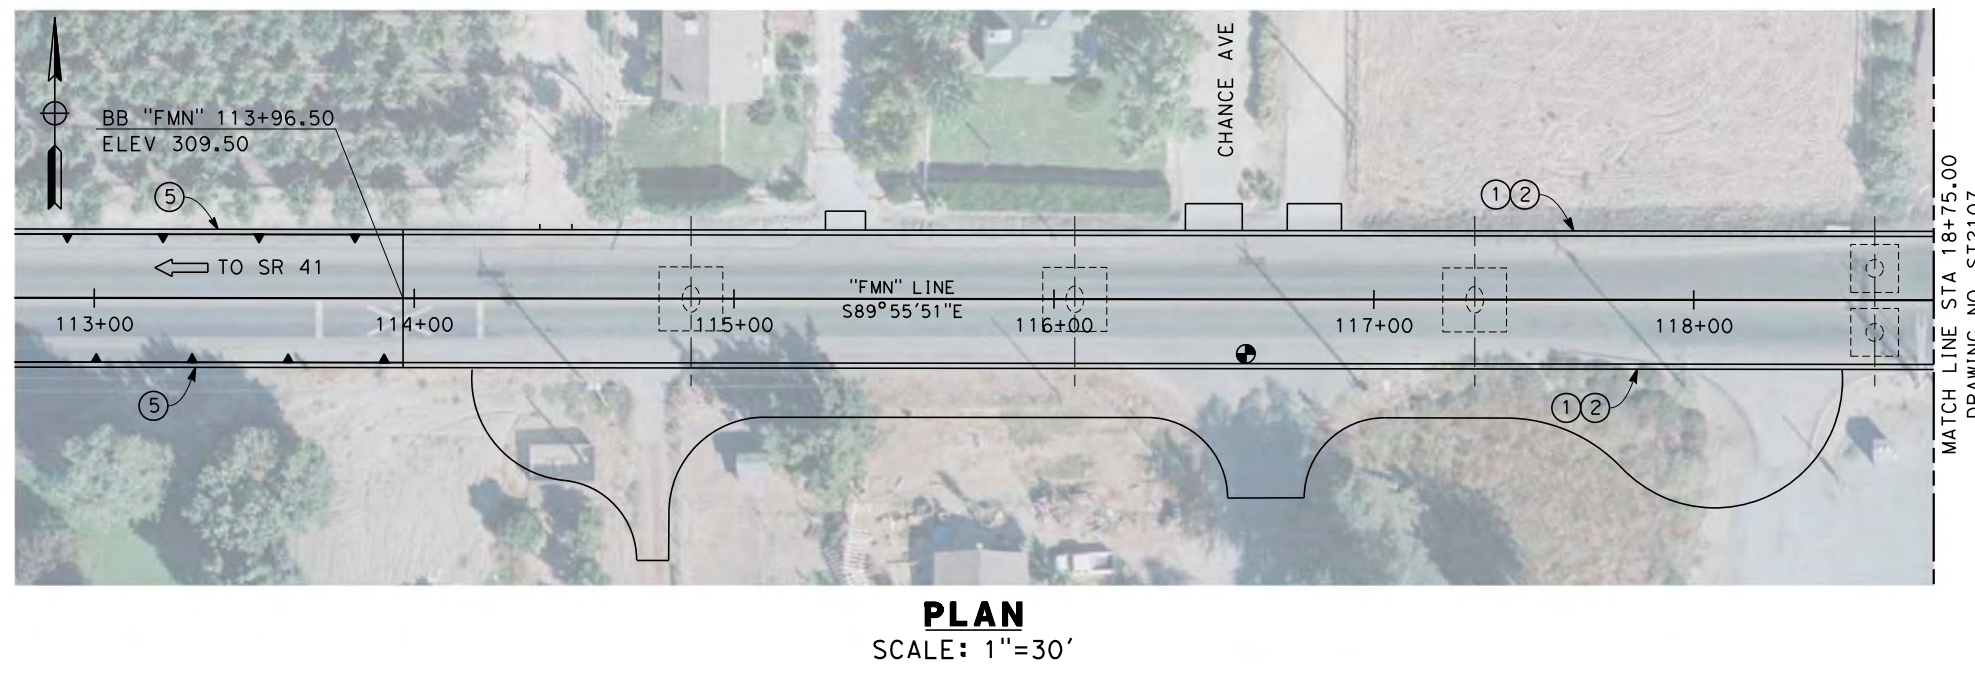 CHANCE AVE
BB "FMN" 113+96.50
ELEV 309.50
5
1 2
TO SR 41
"FMN" LINE
S89°55'51"E
113+00
114+00
115+00
116+00
117+00
118+00
5
1 2
MATCH LINE STA 18+75.00
PLAN
SCALE: 1"=30'